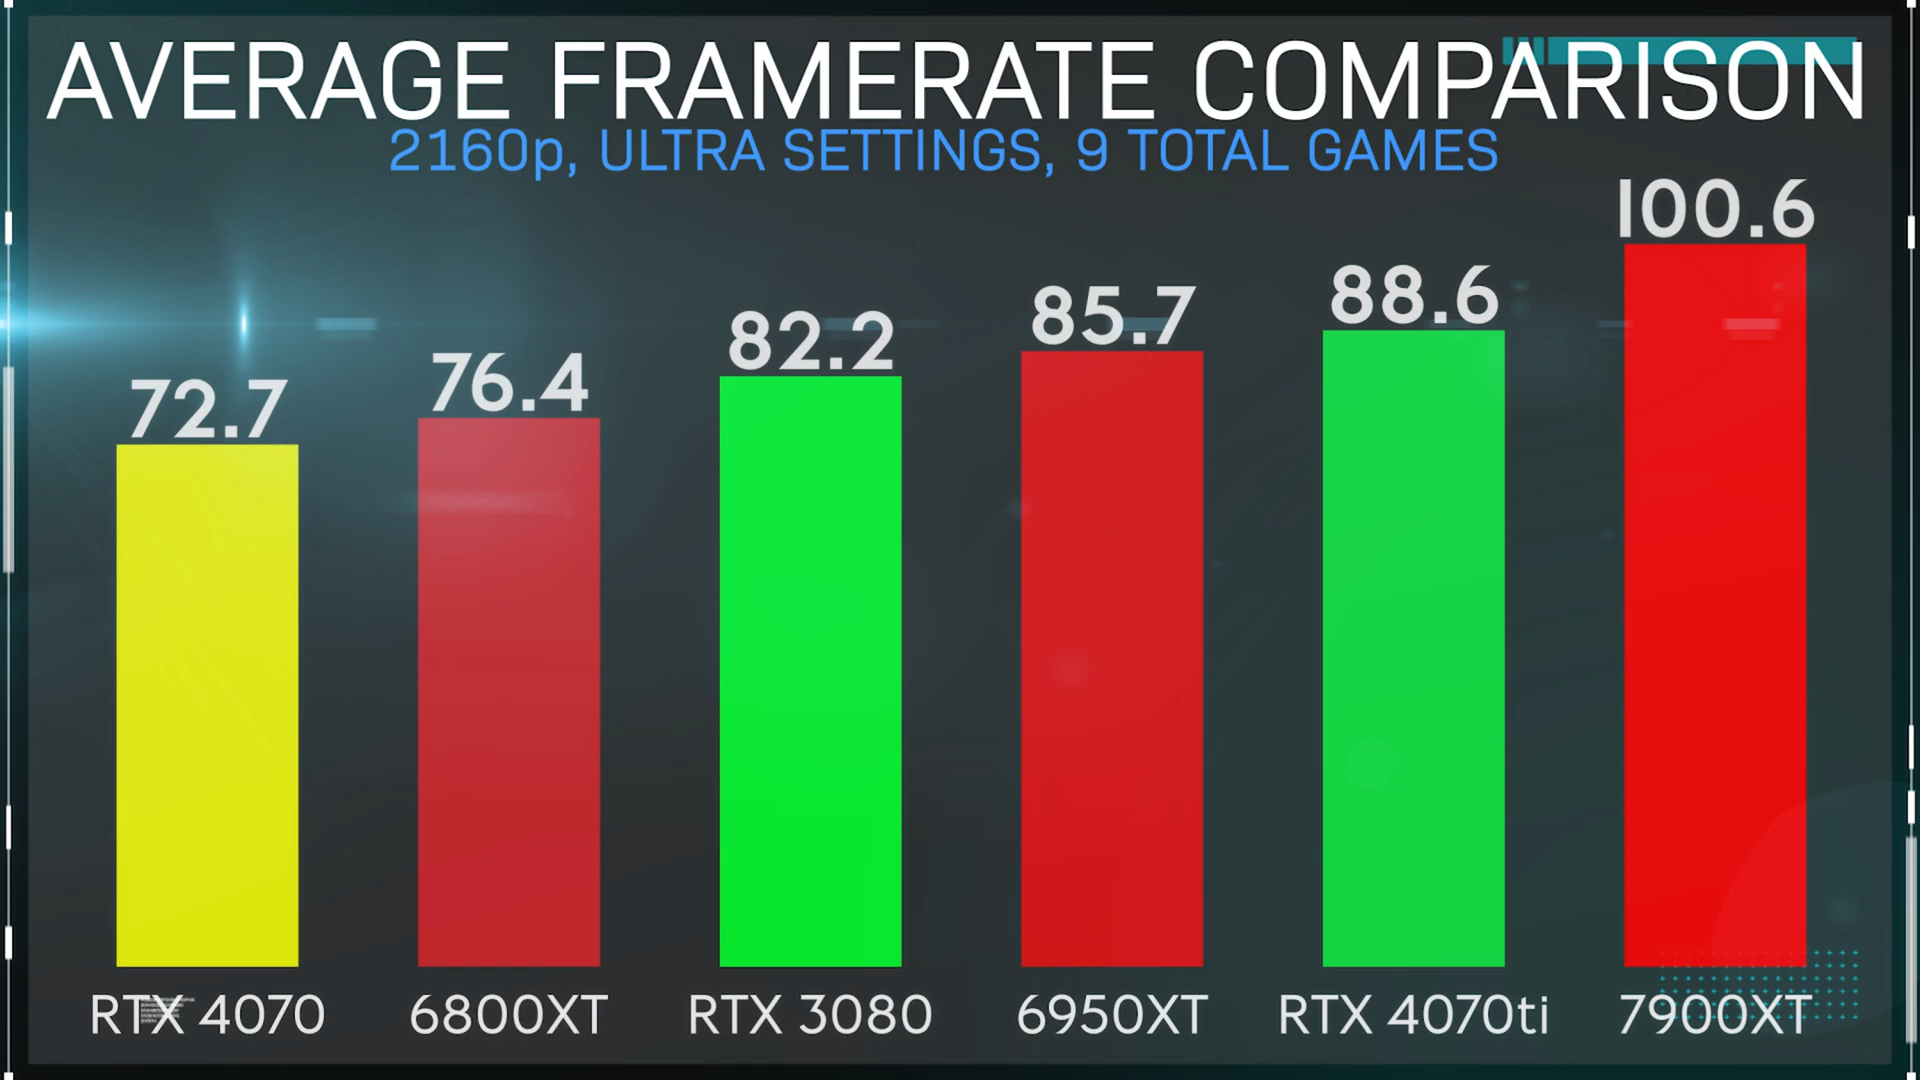 AVERAGE FRAMERATE COMPARISON
2160p, ULTRA SETTINGS, 9 TOTAL GAMES
72.7 76.4 82.2 85.7 88.6 100.6
RTX 4070 6800XT RTX 3080 6950XT RTX 4070ti 7900XT